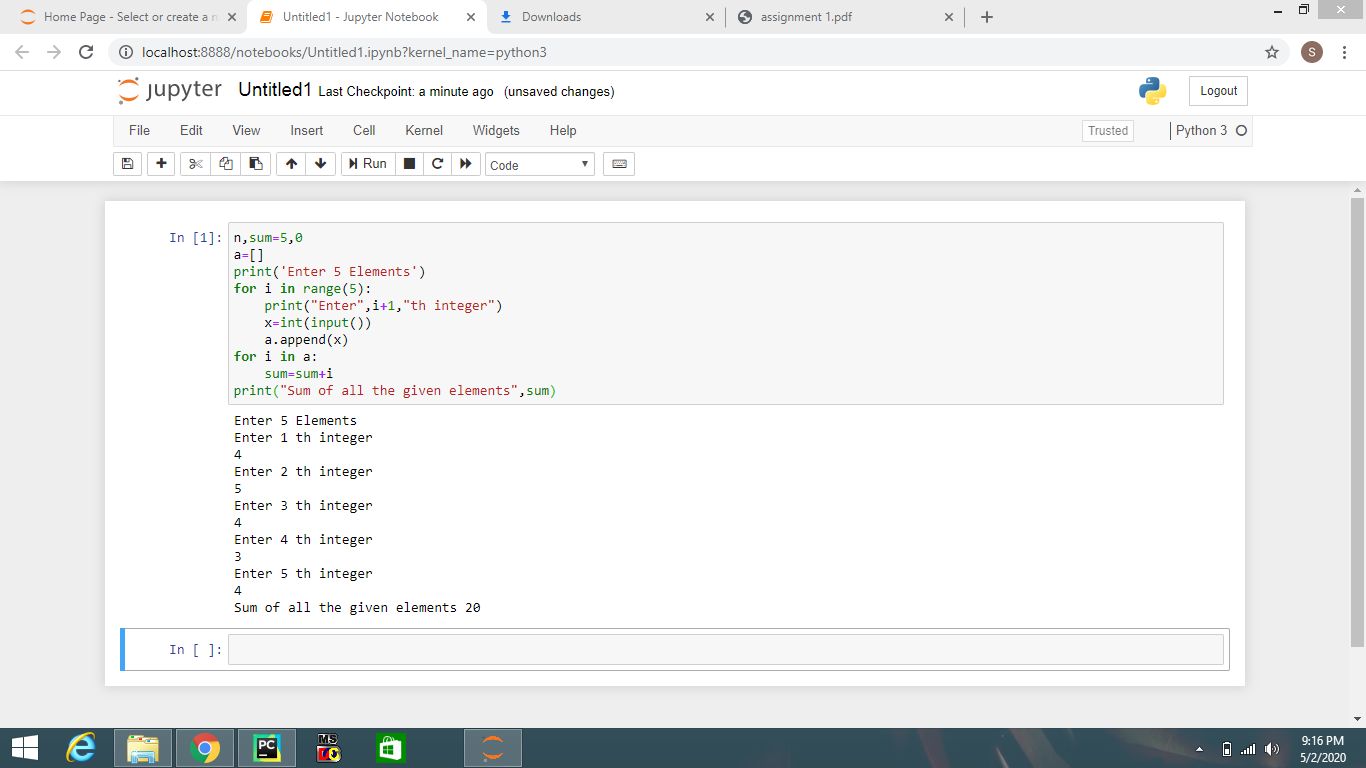 Home Page - Select or create a n
Untitled1 - Jupyter Notebook
Downloads
assignment 1.pdf
localhost:8888/notebooks/Untitled1.ipynb?kernel_name=python3
S
jupyter Untitled1 Last Checkpoint: a minute ago (unsaved changes)
Logout
File Edit View Insert Cell Kernel Widgets Help
Trusted
Python 3
Run
Code
In [1]:
n,sum=5,0
a=[]
print('Enter 5 Elements')
for i in range(5):
    print("Enter",i+1,"th integer")
    x=int(input())
    a.append(x)
for i in a:
    sum=sum+i
print("Sum of all the given elements",sum)
Enter 5 Elements
Enter 1 th integer
4
Enter 2 th integer
5
Enter 3 th integer
4
Enter 4 th integer
3
Enter 5 th integer
4
Sum of all the given elements 20
In [ ]:
PC
MS
9:16 PM
5/2/2020